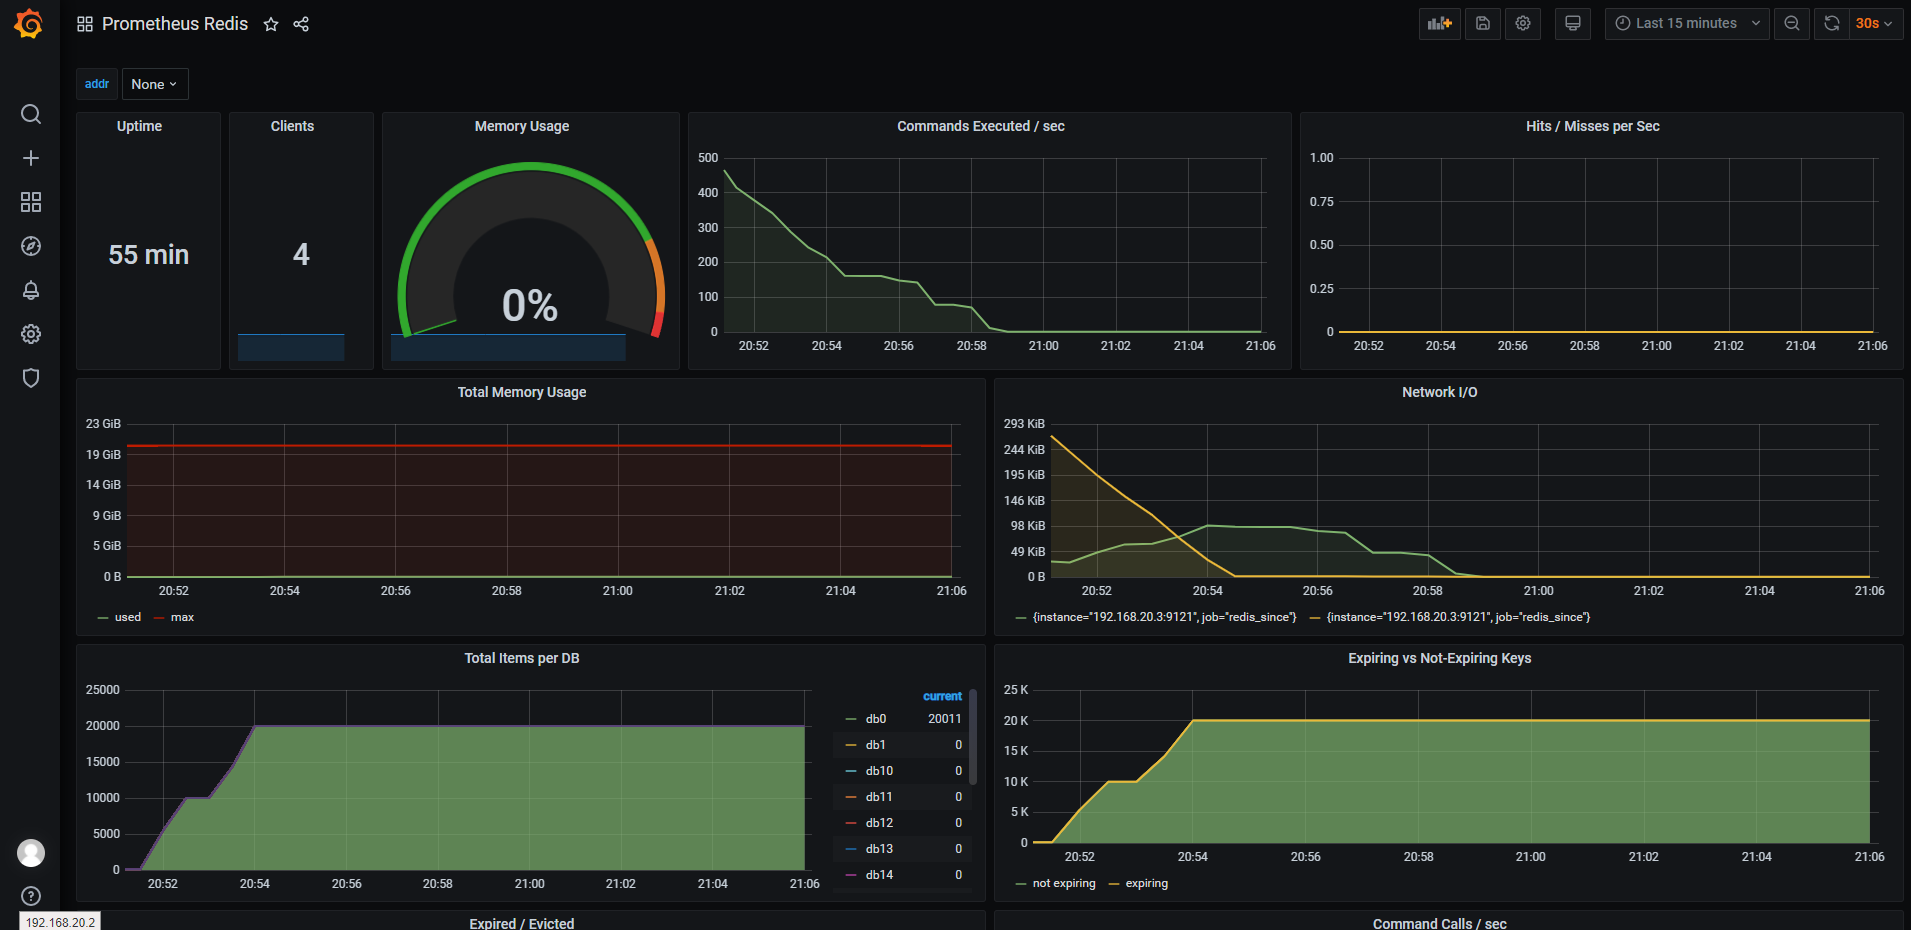 Prometheus Redis
Last 15 minutes
30s
addr
None
Uptime
55 min
Clients
4
Memory Usage
0%
Commands Executed / sec
500
400
300
200
100
0
20:52 20:54 20:56 20:58 21:00 21:02 21:04 21:06
Hits / Misses per Sec
1.00
0.75
0.50
0.25
0
20:52 20:54 20:56 20:58 21:00 21:02 21:04 21:06
Total Memory Usage
23 GiB
19 GiB
14 GiB
9 GiB
5 GiB
0 B
20:52 20:54 20:56 20:58 21:00 21:02 21:04 21:06
used max
Network I/O
293 KiB
244 KiB
195 KiB
146 KiB
98 KiB
49 KiB
0 B
20:52 20:54 20:56 20:58 21:00 21:02 21:04 21:06
{instance="192.168.20.3:9121", job="redis_since"} {instance="192.168.20.3:9121", job="redis_since"}
Total Items per DB
25000
20000
15000
10000
5000
0
20:52 20:54 20:56 20:58 21:00 21:02 21:04 21:06
current
db0 20011
db1 0
db10 0
db11 0
db12 0
db13 0
db14 0
Expiring vs Not-Expiring Keys
25 K
20 K
15 K
10 K
5 K
0
20:52 20:54 20:56 20:58 21:00 21:02 21:04 21:06
not expiring expiring
Expired / Evicted
Command Calls / sec
192.168.20.2